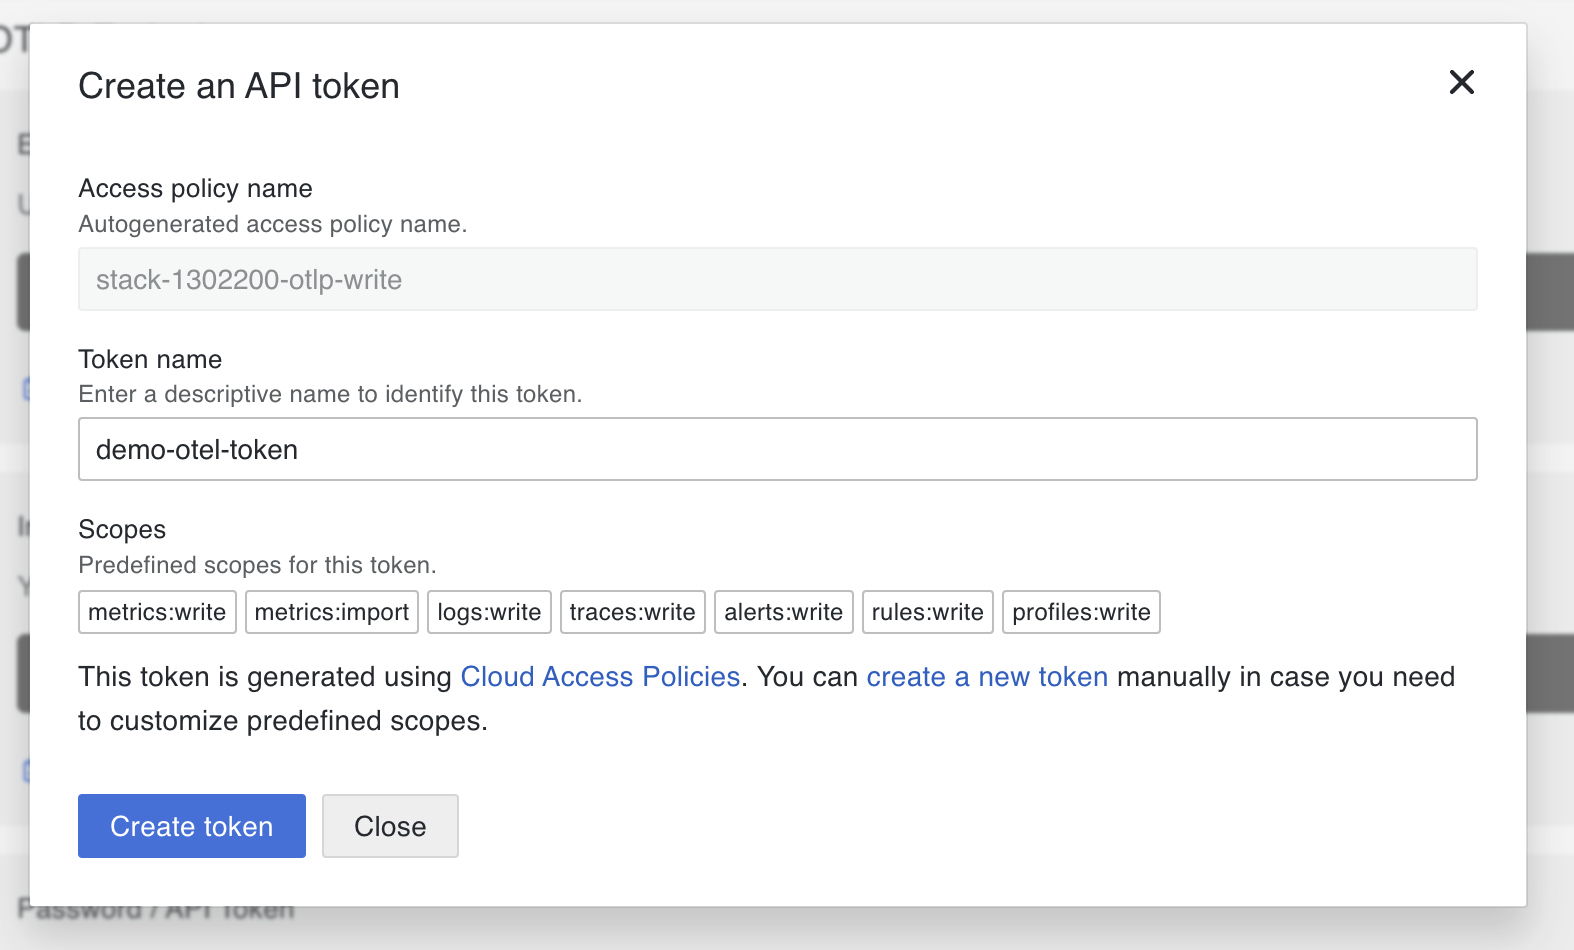 Create an API token
Access policy name
Autogenerated access policy name.
stack-1302200-otlp-write
Token name
Enter a descriptive name to identify this token.
demo-otel-token
Scopes
Predefined scopes for this token.
metrics:write metrics:import logs:write traces:write alerts:write rules:write profiles:write
This token is generated using Cloud Access Policies. You can create a new token manually in case you need
to customize predefined scopes.
Create token Close
Password / API Token